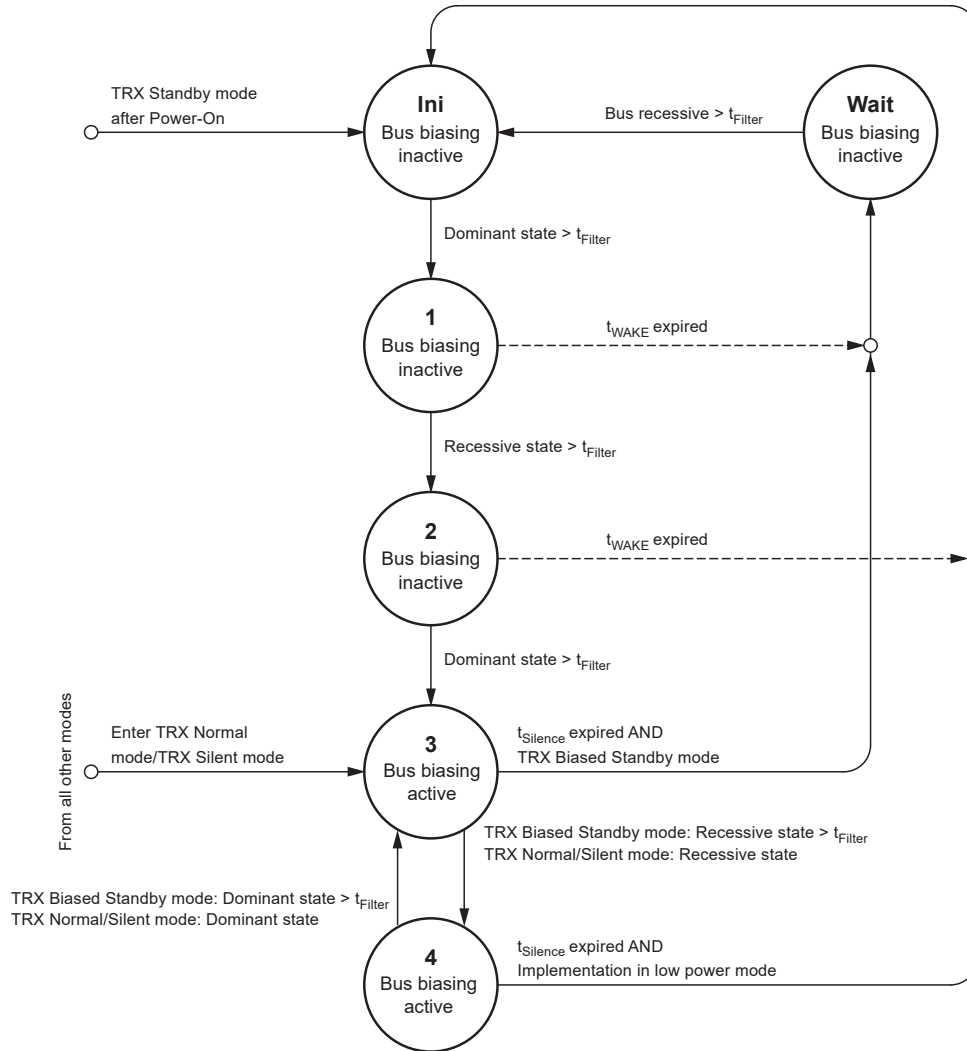 TRX Standby mode
after Power-On
Ini
Bus biasing
inactive
Bus recessive > tFilter
Wait
Bus biasing
inactive
Dominant state > tFilter
1
Bus biasing
inactive
tWAKE expired
Recessive state > tFilter
2
Bus biasing
inactive
tWAKE expired
Dominant state > tFilter
From all other modes
Enter TRX Normal
mode/TRX Silent mode
3
Bus biasing
active
tSilence expired AND
TRX Biased Standby mode
TRX Biased Standby mode: Recessive state > tFilter
TRX Normal/Silent mode: Recessive state
TRX Biased Standby mode: Dominant state > tFilter
TRX Normal/Silent mode: Dominant state
4
Bus biasing
active
tSilence expired AND
Implementation in low power mode